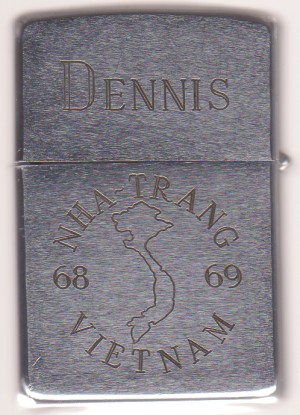 DENNIS
NHA-TRANG
68 69
VIETNAM